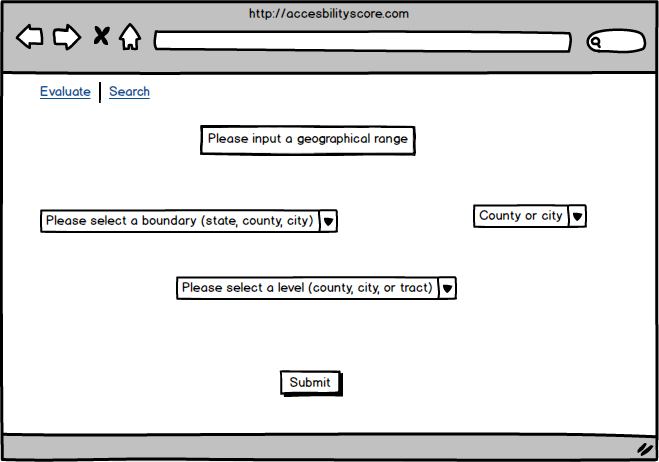 http://accesbilityscore.com
Evaluate | Search
Please input a geographical range
Please select a boundary (state, county, city)
County or city
Please select a level (county, city, or tract)
Submit